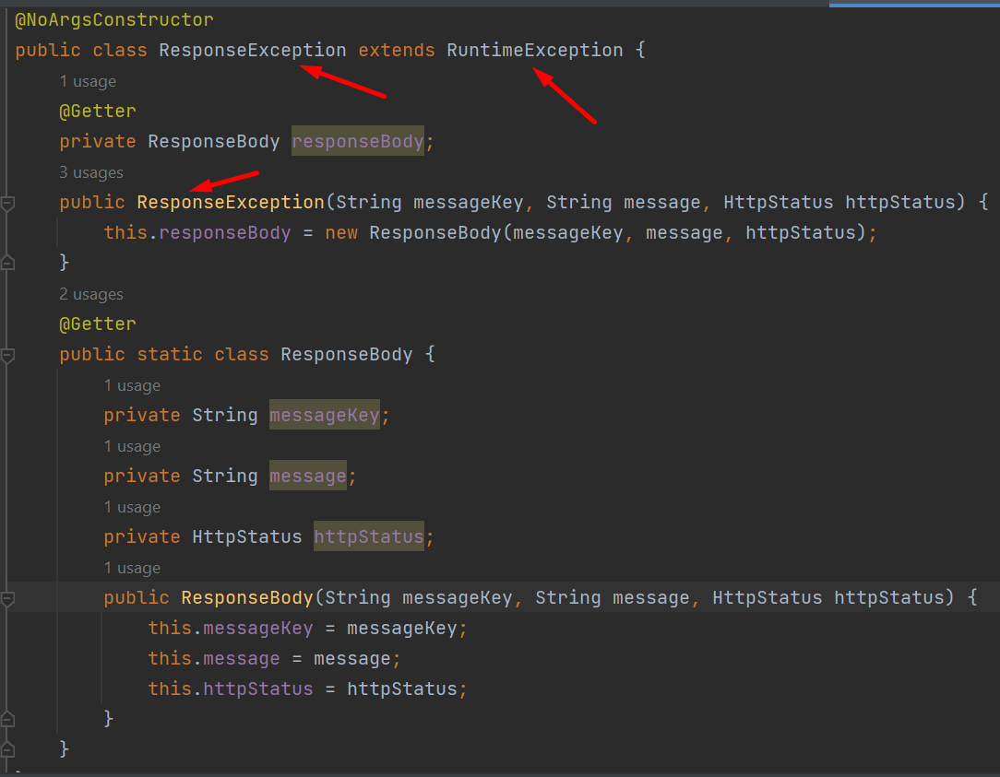 @NoArgsConstructor
public class ResponseException extends RuntimeException {
1 usage
@Getter
private ResponseBody responseBody;
3 usages
public ResponseException(String messageKey, String message, HttpStatus httpStatus) {
this.responseBody = new ResponseBody(messageKey, message, httpStatus);
}
2 usages
@Getter
public static class ResponseBody {
1 usage
private String messageKey;
1 usage
private String message;
1 usage
private HttpStatus httpStatus;
1 usage
public ResponseBody(String messageKey, String message, HttpStatus httpStatus) {
this.messageKey = messageKey;
this.message = message;
this.httpStatus = httpStatus;
}
}